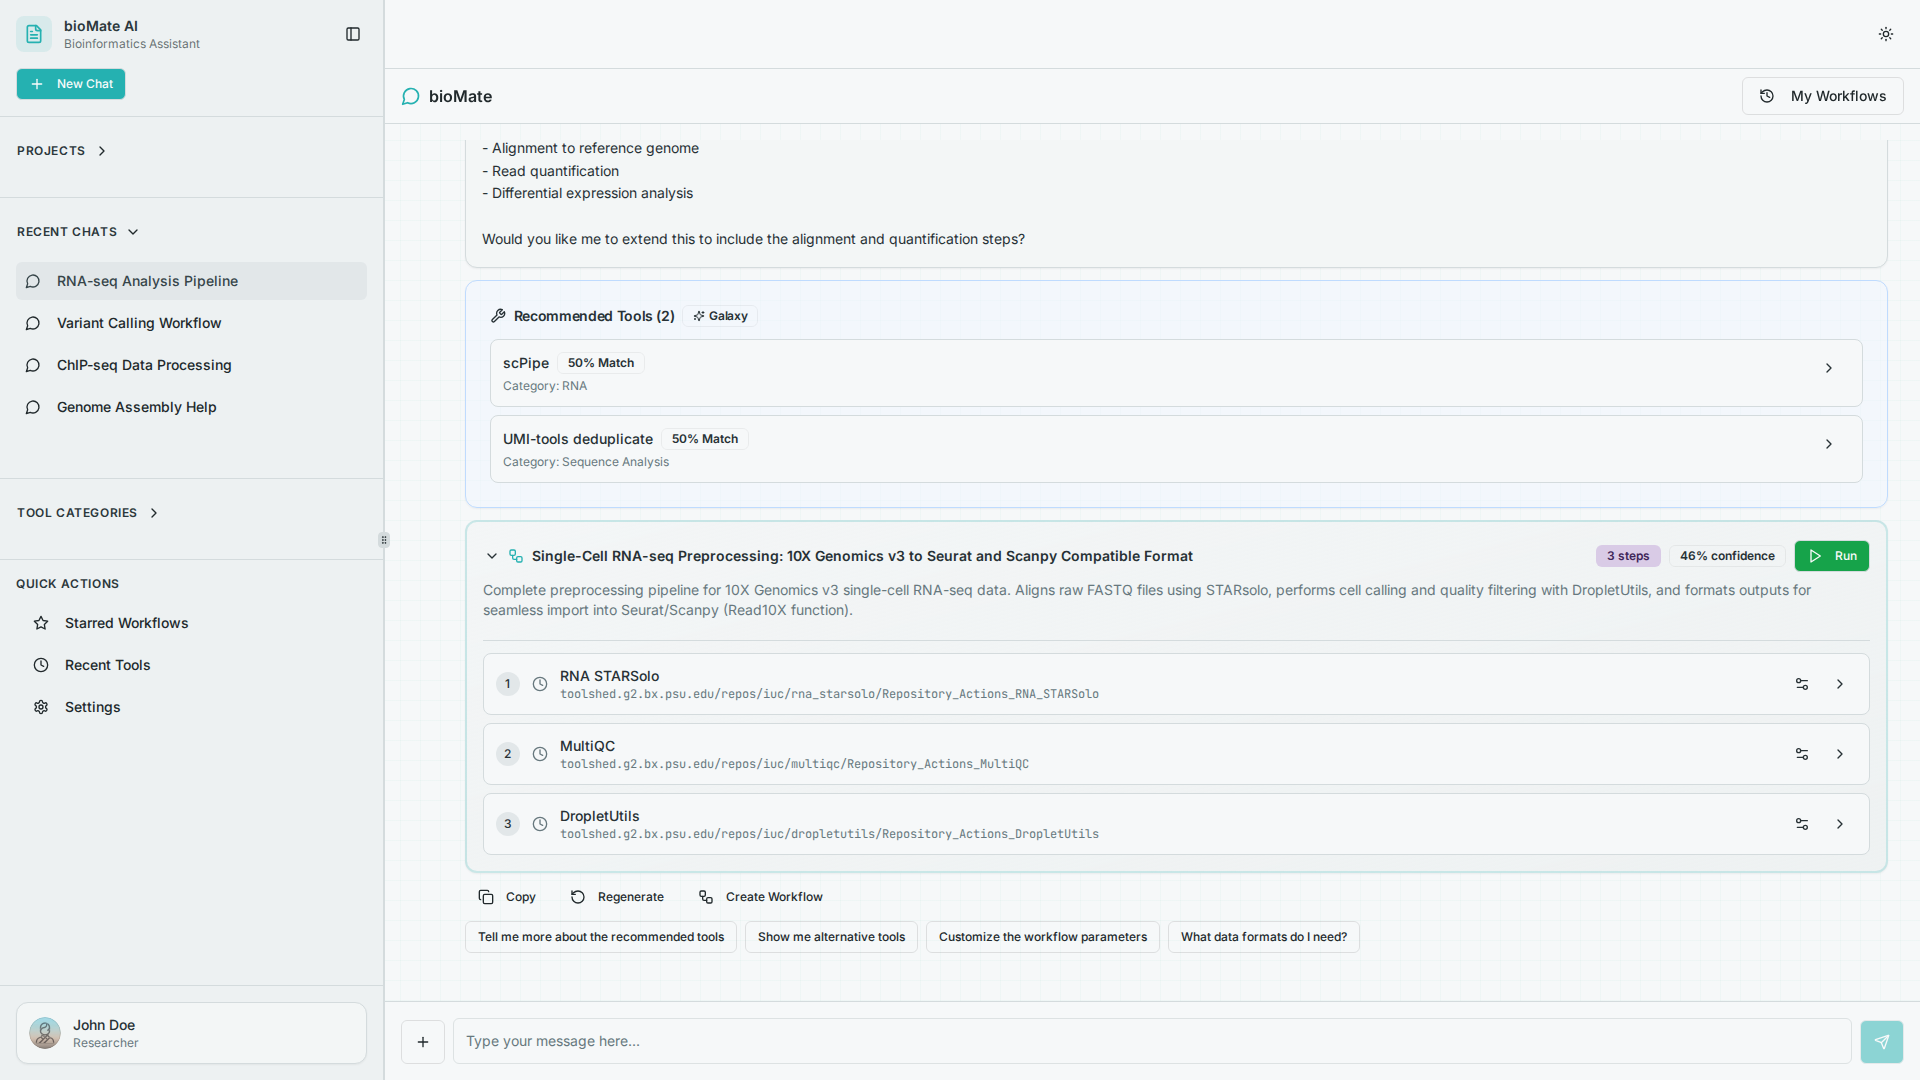 bioMate AI
Bioinformatics Assistant
New Chat
PROJECTS
RECENT CHATS
RNA-seq Analysis Pipeline
Variant Calling Workflow
ChIP-seq Data Processing
Genome Assembly Help
TOOL CATEGORIES
QUICK ACTIONS
Starred Workflows
Recent Tools
Settings
John Doe
Researcher
bioMate
My Workflows
- Alignment to reference genome
- Read quantification
- Differential expression analysis
Would you like me to extend this to include the alignment and quantification steps?
Recommended Tools (2) Galaxy
scPipe 50% Match
Category: RNA
UMI-tools deduplicate 50% Match
Category: Sequence Analysis
Single-Cell RNA-seq Preprocessing: 10X Genomics v3 to Seurat and Scanpy Compatible Format 3 steps 46% confidence Run
Complete preprocessing pipeline for 10X Genomics v3 single-cell RNA-seq data. Aligns raw FASTQ files using STARsolo, performs cell calling and quality filtering with DropletUtils, and formats outputs for
seamless import into Seurat/Scanpy (Read10X function).
1 RNA STARSolo
toolshed.g2.bx.psu.edu/repos/iuc/rna_starsolo/Repository_Actions_RNA_STARSolo
2 MultiQC
toolshed.g2.bx.psu.edu/repos/iuc/multiqc/Repository_Actions_MultiQC
3 DropletUtils
toolshed.g2.bx.psu.edu/repos/iuc/dropletutils/Repository_Actions_DropletUtils
Copy Regenerate Create Workflow
Tell me more about the recommended tools Show me alternative tools Customize the workflow parameters What data formats do I need?
Type your message here...